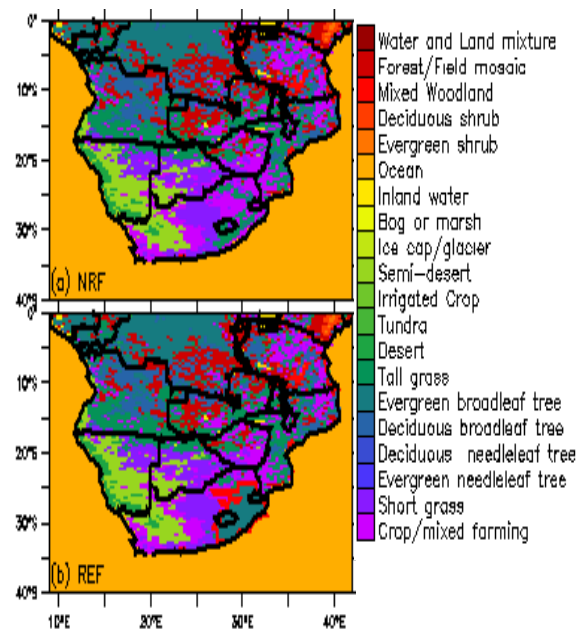 0°
10°S
20°S
30°S
40°S
(a) NRF
0°
10°S
20°S
30°S
40°S
(b) REF
10°E
20°E
30°E
40°E
Water and Land mixture
Forest/Field mosaic
Mixed Woodland
Deciduous shrub
Evergreen shrub
Ocean
Inland water
Bog or marsh
Ice cap/glacier
Semi-desert
Irrigated Crop
Tundra
Desert
Tall grass
Evergreen broadleaf tree
Deciduous broadleaf tree
Deciduous needleleaf tree
Evergreen needleleaf tree
Short grass
Crop/mixed farming